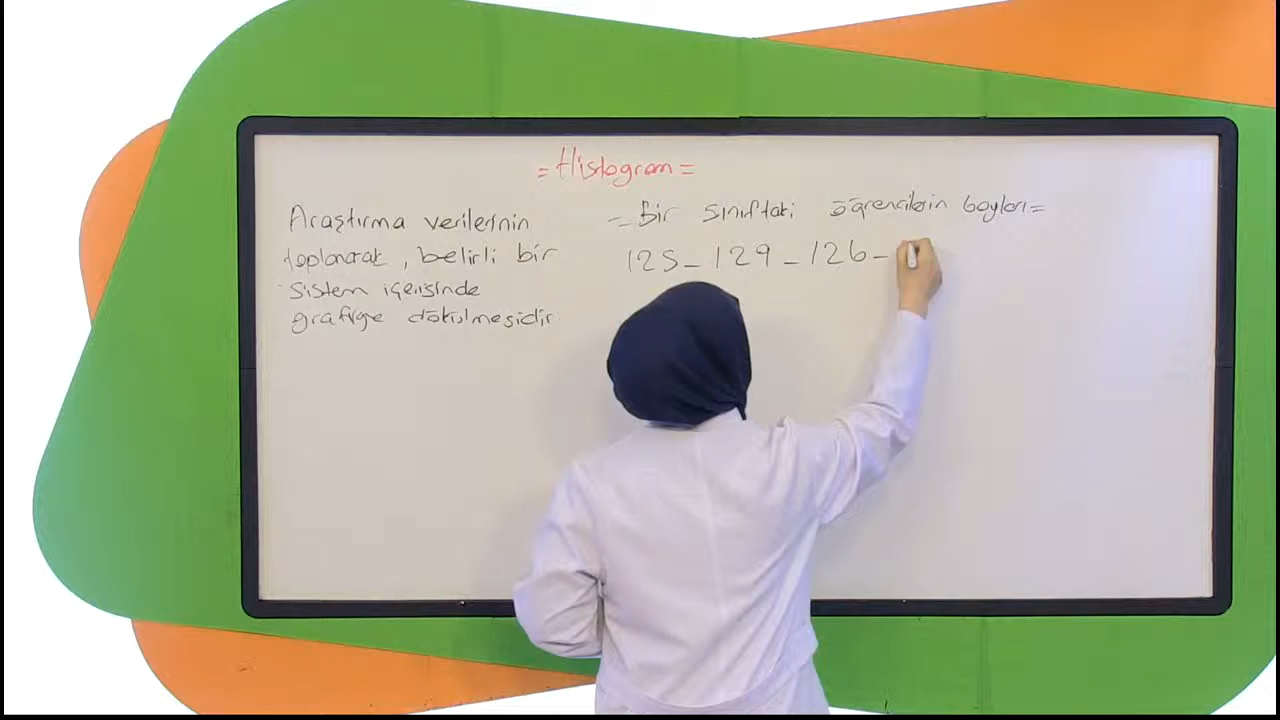 = Histogram =
Araştırma verilerinin
toplanarak, belirli bir
sistem içerisinde
grafiğe dökülmesidir.
= Bir sınıftaki öğrencilerin boyları =
125 - 129 - 126 -